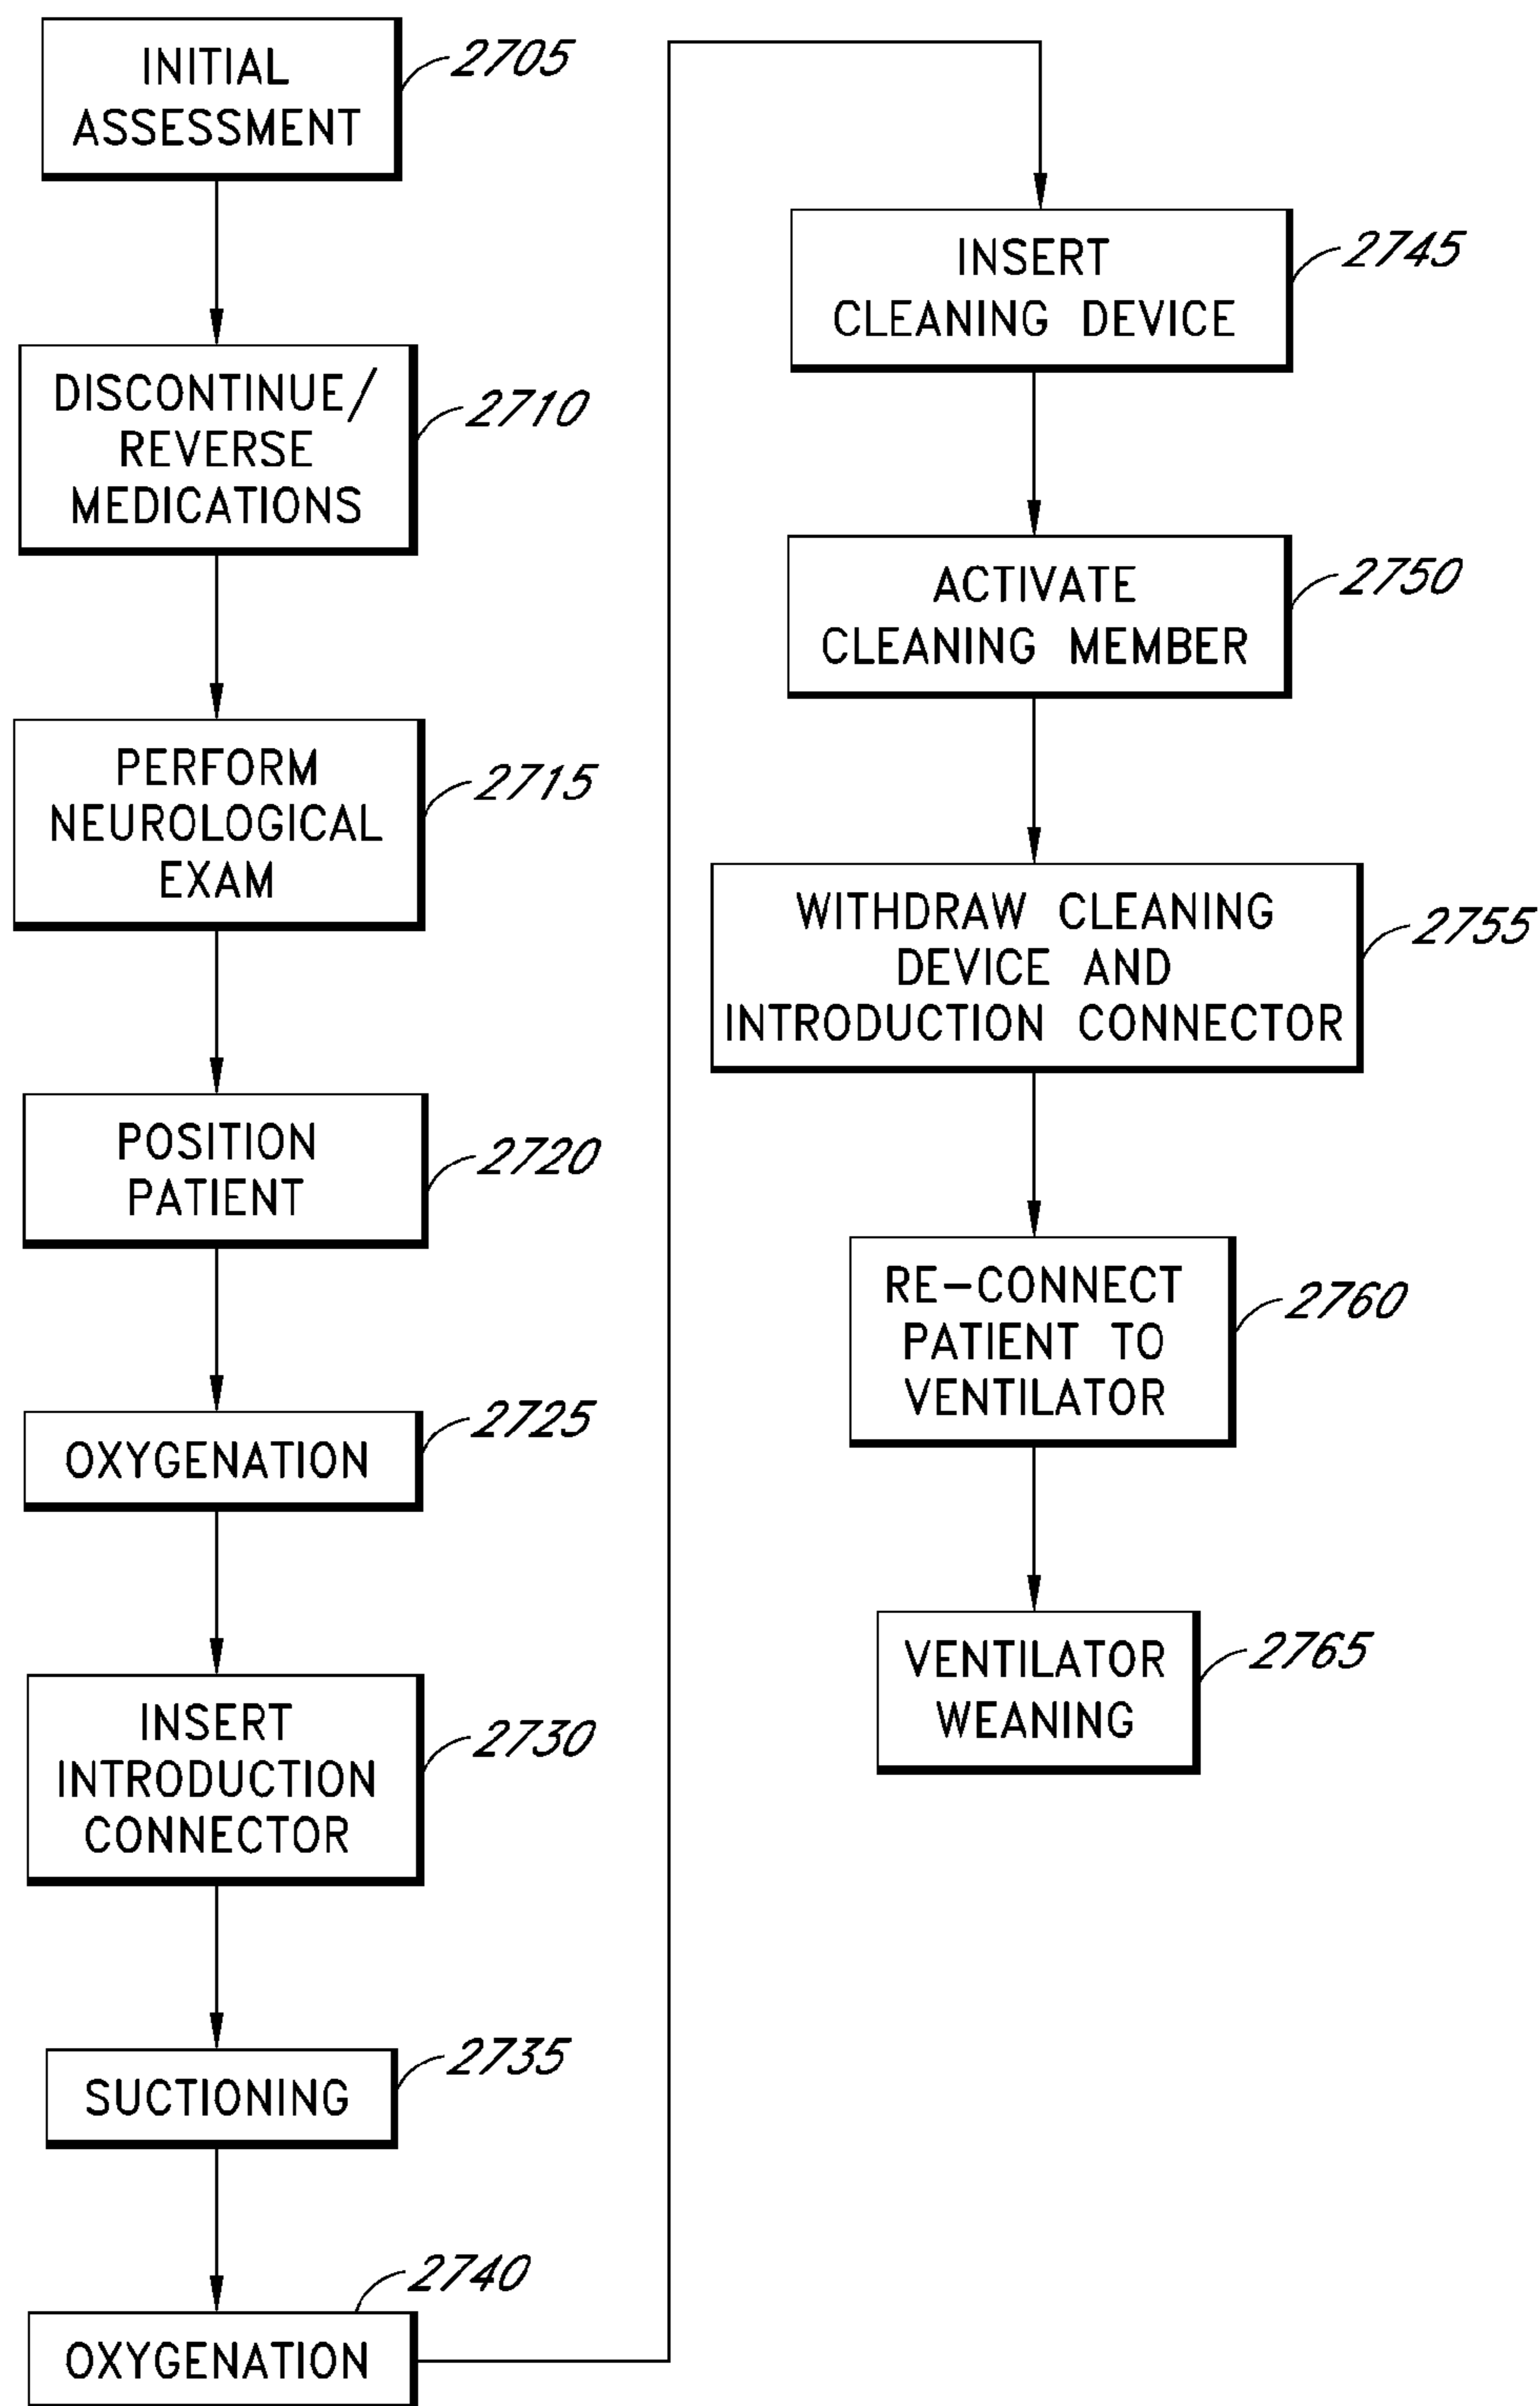 INITIAL
ASSESSMENT
2705
DISCONTINUE/
REVERSE
MEDICATIONS
2710
PERFORM
NEUROLOGICAL
EXAM
2715
POSITION
PATIENT
2720
OXYGENATION
2725
INSERT
INTRODUCTION
CONNECTOR
2730
SUCTIONING
2735
OXYGENATION
2740
INSERT
CLEANING DEVICE
2745
ACTIVATE
CLEANING MEMBER
2750
WITHDRAW CLEANING
DEVICE AND
INTRODUCTION CONNECTOR
2755
RE-CONNECT
PATIENT TO
VENTILATOR
2760
VENTILATOR
WEANING
2765